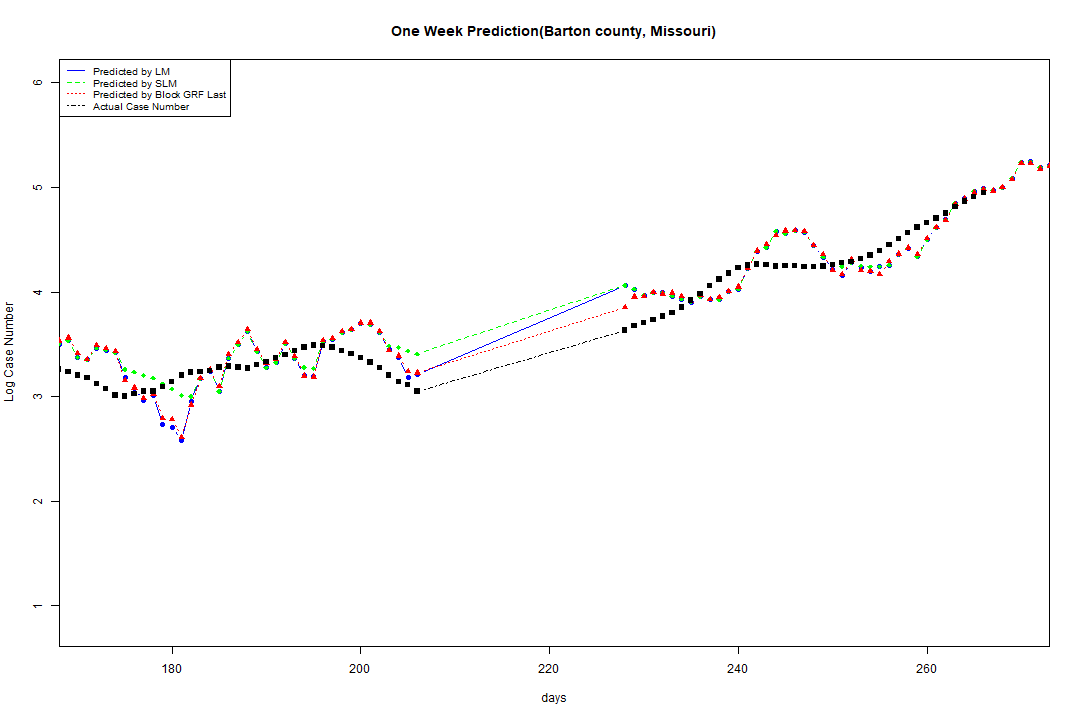 One Week Prediction(Barton county, Missouri)
Predicted by LM
Predicted by SLM
Predicted by Block GRF Last
Actual Case Number
6
5
4
3
2
1
Log Case Number
180 200 220 240 260
days